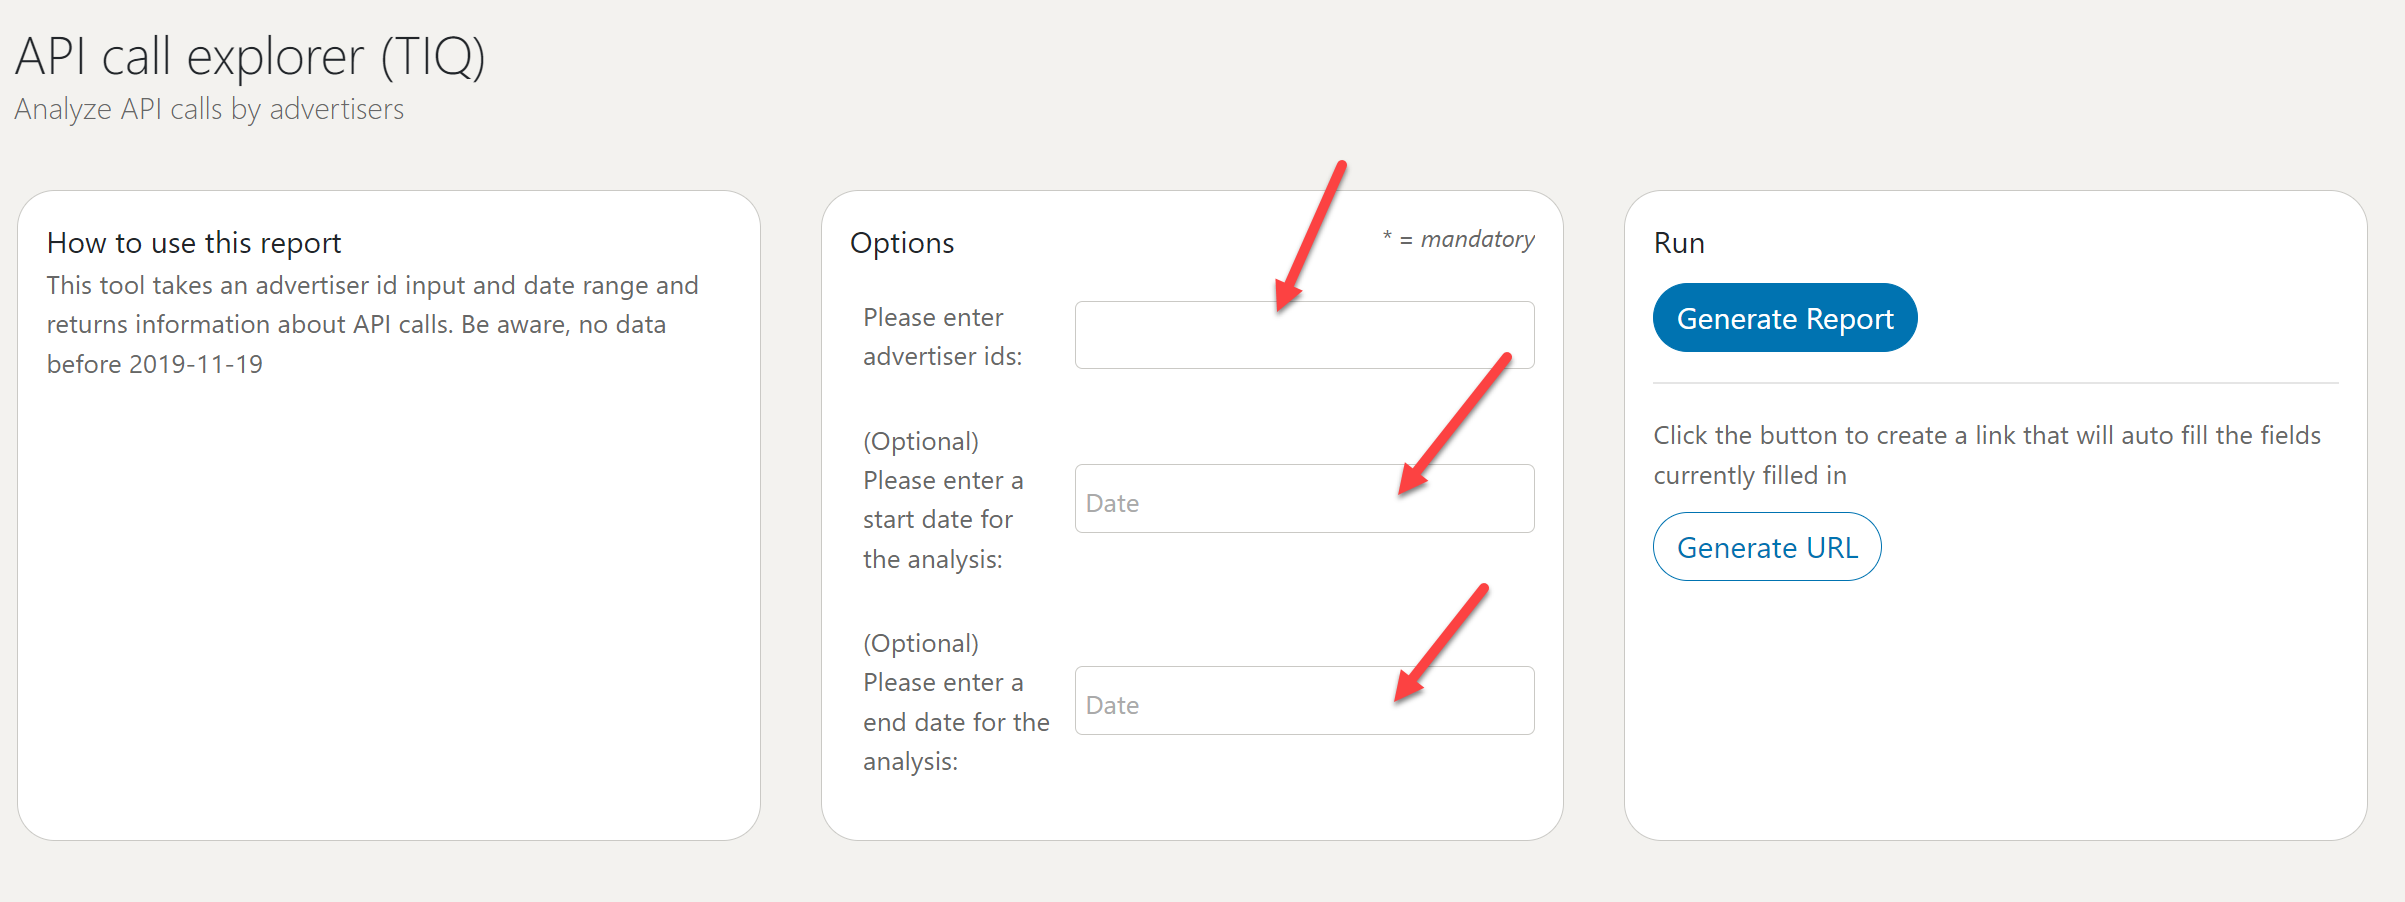 API call explorer (TIQ)
Analyze API calls by advertisers
How to use this report
This tool takes an advertiser id input and date range and
returns information about API calls. Be aware, no data
before 2019-11-19
Options
* = mandatory
Please enter
advertiser ids:
(Optional)
Please enter a
start date for
the analysis:
Date
(Optional)
Please enter a
end date for the
analysis:
Date
Run
Generate Report
Click the button to create a link that will auto fill the fields
currently filled in
Generate URL